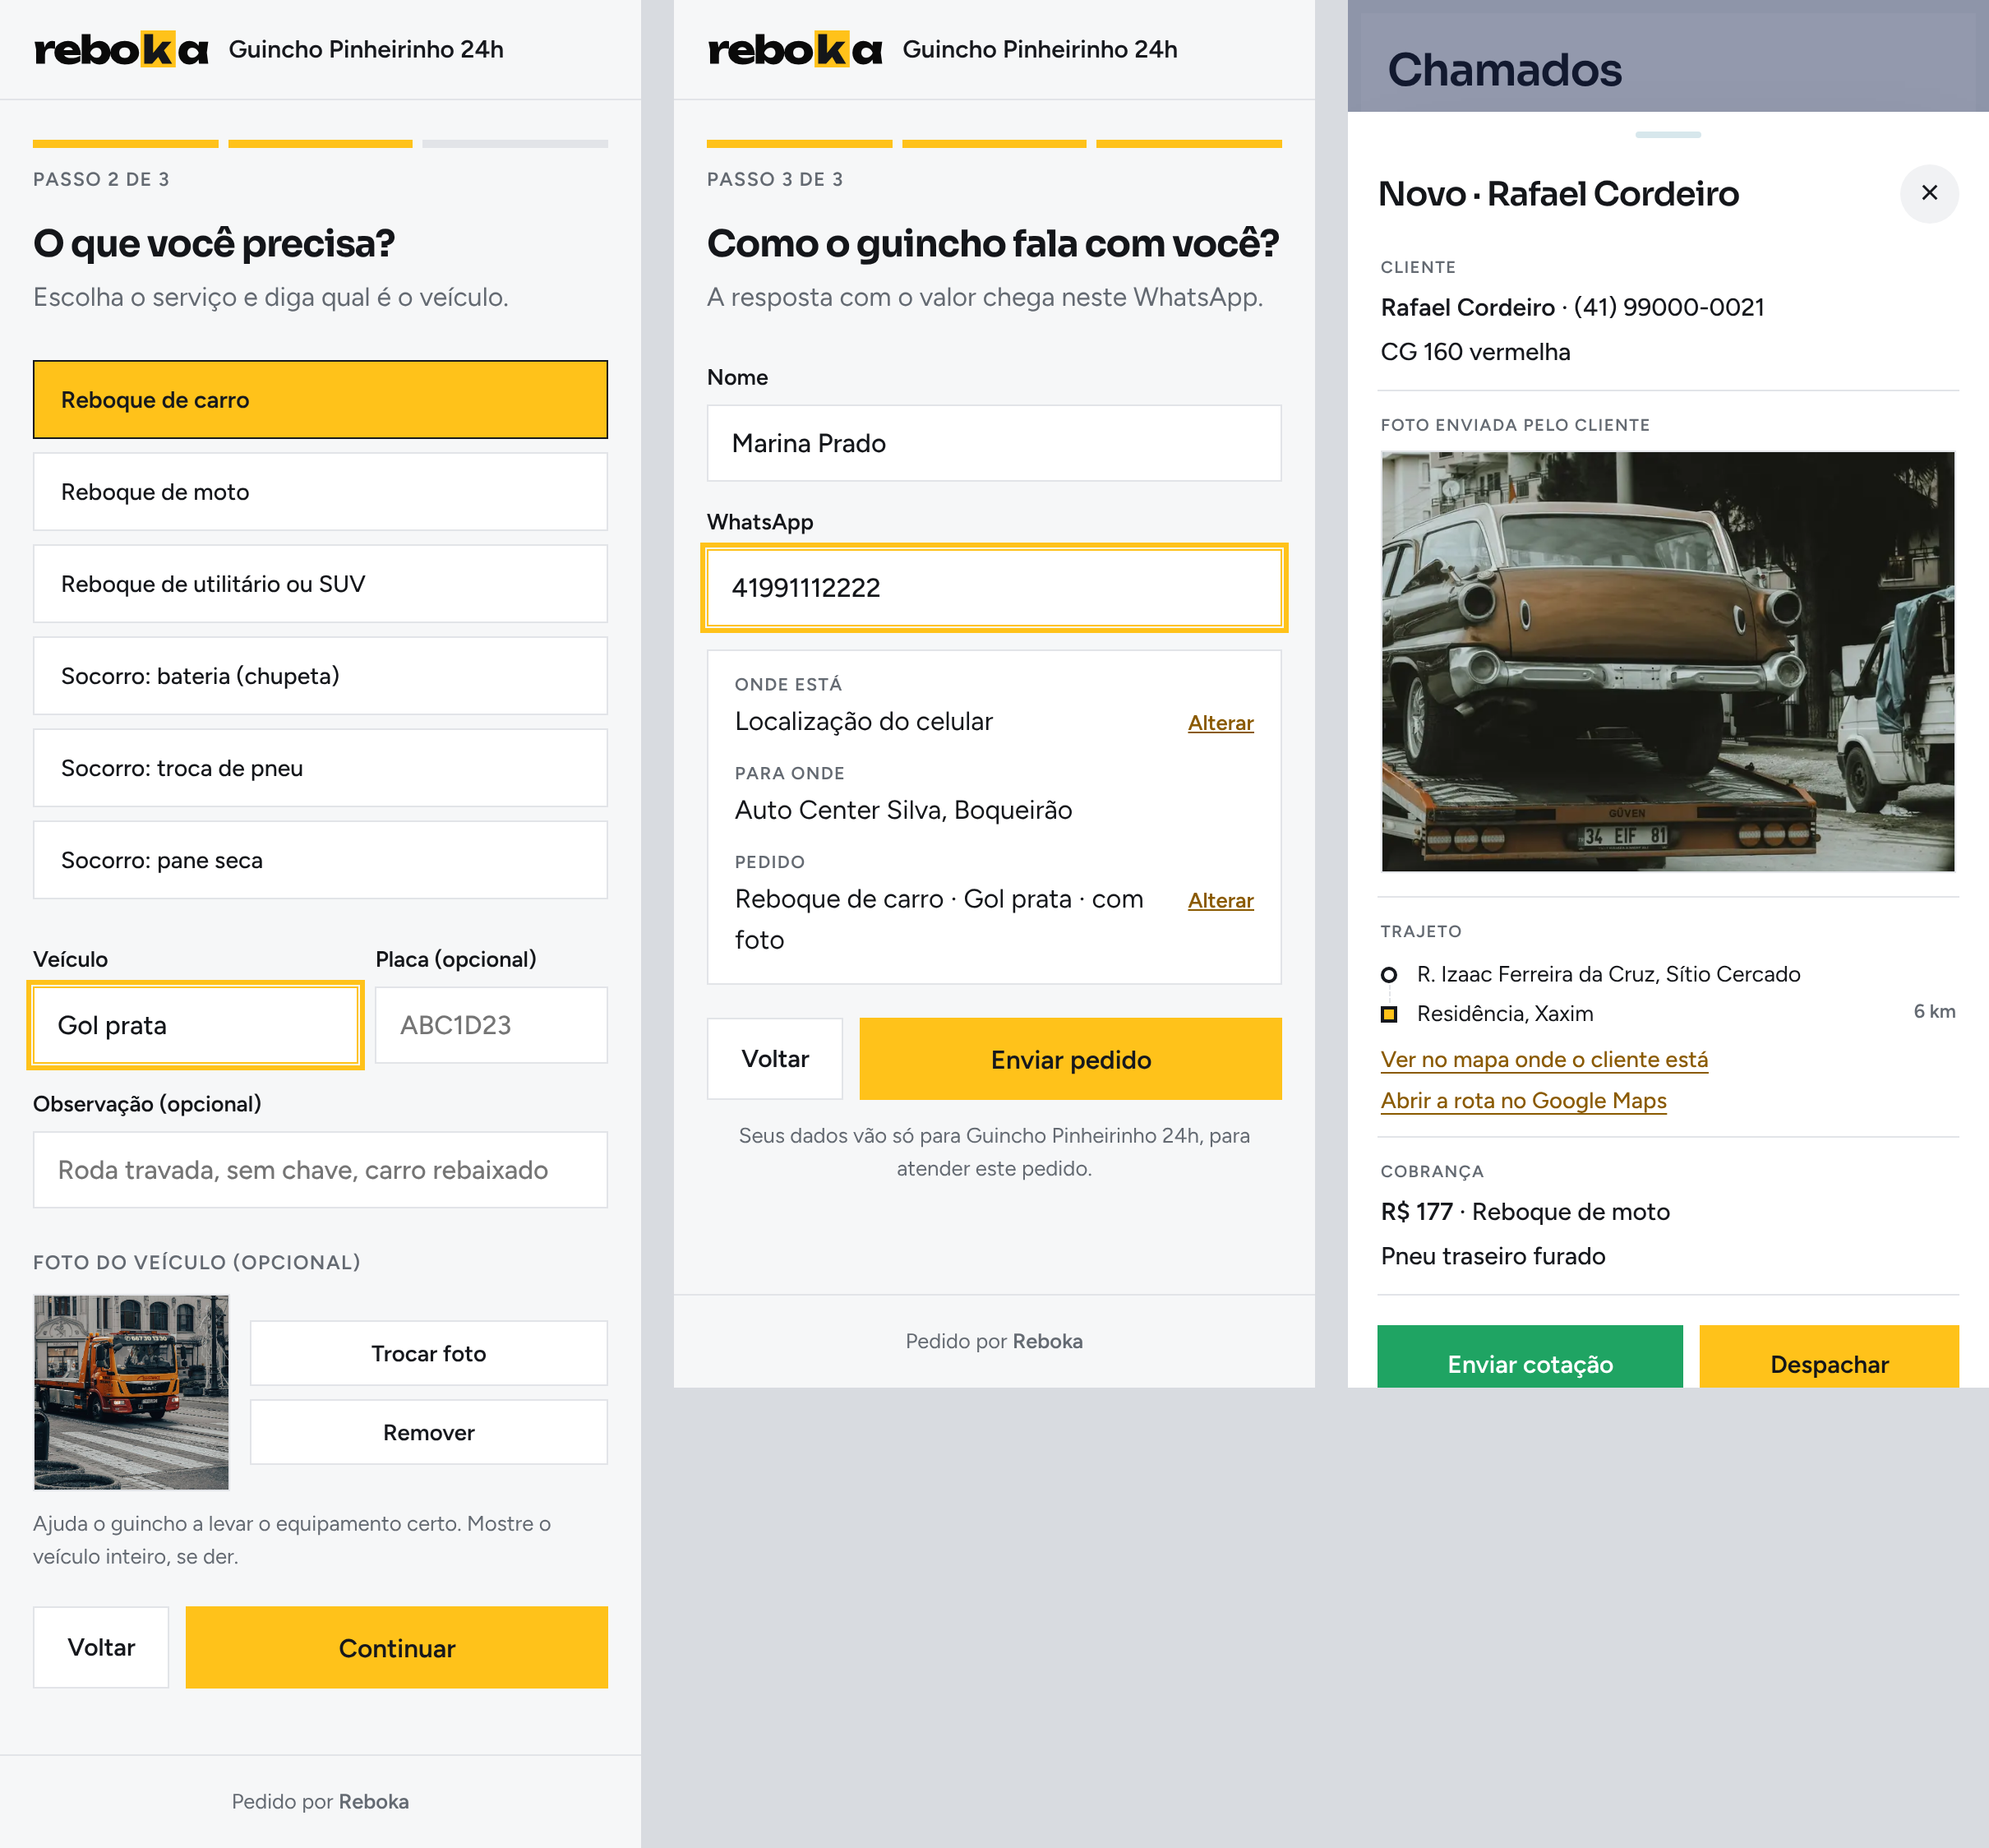 reboka Guincho Pinheirinho 24h
PASSO 2 DE 3
O que você precisa?
Escolha o serviço e diga qual é o veículo.
Reboque de carro
Reboque de moto
Reboque de utilitário ou SUV
Socorro: bateria (chupeta)
Socorro: troca de pneu
Socorro: pane seca
Veículo
Placa (opcional)
Gol prata
ABC1D23
Observação (opcional)
Roda travada, sem chave, carro rebaixado
FOTO DO VEÍCULO (OPCIONAL)
Trocar foto
Remover
Ajuda o guincho a levar o equipamento certo. Mostre o
veículo inteiro, se der.
Voltar
Continuar
Pedido por Reboka
reboka Guincho Pinheirinho 24h
PASSO 3 DE 3
Como o guincho fala com você?
A resposta com o valor chega neste WhatsApp.
Nome
Marina Prado
WhatsApp
41991112222
ONDE ESTÁ
Localização do celular
Alterar
PARA ONDE
Auto Center Silva, Boqueirão
PEDIDO
Reboque de carro · Gol prata · com
foto
Alterar
Voltar
Enviar pedido
Seus dados vão só para Guincho Pinheirinho 24h, para
atender este pedido.
Pedido por Reboka
Chamados
Novo · Rafael Cordeiro
CLIENTE
Rafael Cordeiro · (41) 99000-0021
CG 160 vermelha
FOTO ENVIADA PELO CLIENTE
GÜVEN
34 EIF 81
TRAJETO
R. Izaac Ferreira da Cruz, Sítio Cercado
Residência, Xaxim
6 km
Ver no mapa onde o cliente está
Abrir a rota no Google Maps
COBRANÇA
R$ 177 · Reboque de moto
Pneu traseiro furado
Enviar cotação
Despachar